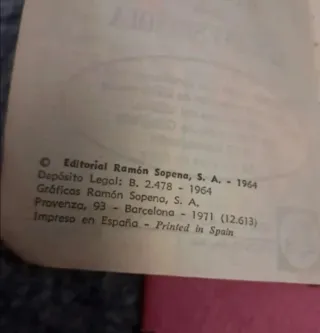 © Editorial Ramón Sopena, S. A. - 1964
Depósito Legal: B. 2.478 - 1964
Gráficas Ramón Sopena, S. A.
Provenza, 93 - Barcelona - 1971 (12.613)
Impreso en España - Printed in Spain